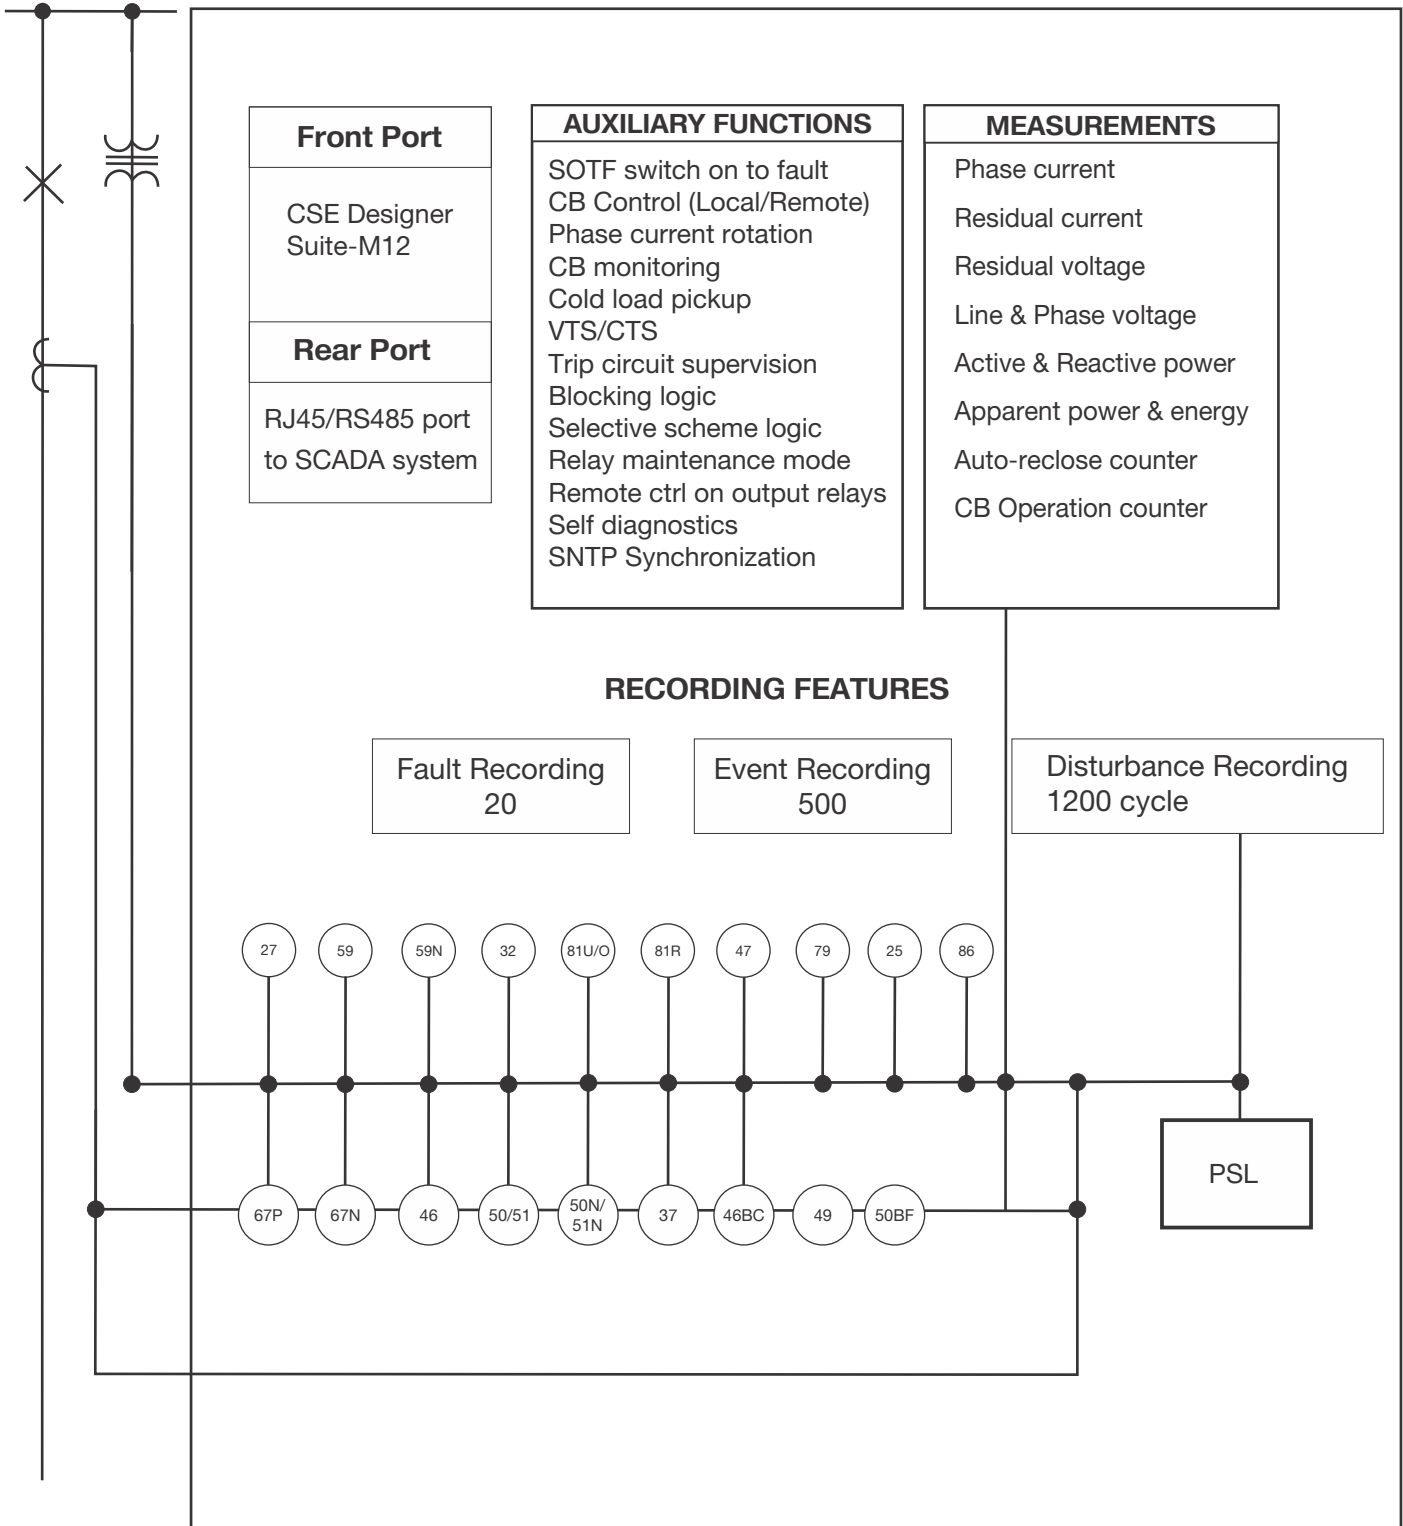 Front Port
CSE Designer
Suite-M12
Rear Port
RJ45/RS485 port
to SCADA system
AUXILIARY FUNCTIONS
SOTF switch on to fault
CB Control (Local/Remote)
Phase current rotation
CB monitoring
Cold load pickup
VTS/CTS
Trip circuit supervision
Blocking logic
Selective scheme logic
Relay maintenance mode
Remote ctrl on output relays
Self diagnostics
SNTP Synchronization
MEASUREMENTS
Phase current
Residual current
Residual voltage
Line & Phase voltage
Active & Reactive power
Apparent power & energy
Auto-reclose counter
CB Operation counter
RECORDING FEATURES
Fault Recording
20
Event Recording
500
Disturbance Recording
1200 cycle
27
59
59N
32
81U/O
81R
47
79
25
86
67P
67N
46
50/51
50N/
51N
37
46BC
49
50BF
PSL